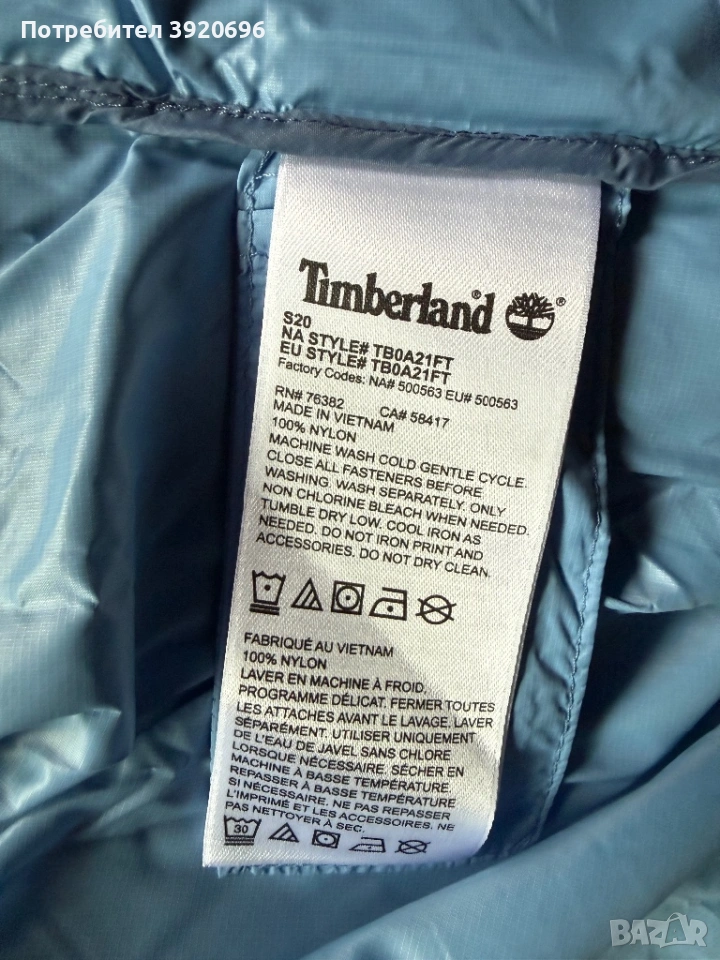 Потребител 3920696
Timberland®
®
S20
NA STYLE# TB0A21FT
EU STYLE# TB0A21FT
Factory Codes: NA# 500563 EU# 500563
RN# 76382 CA# 58417
MADE IN VIETNAM
100% NYLON
MACHINE WASH COLD GENTLE CYCLE.
CLOSE ALL FASTENERS BEFORE
WASHING. WASH SEPARATELY. ONLY
NON CHLORINE BLEACH WHEN NEEDED.
TUMBLE DRY LOW. COOL IRON AS
NEEDED. DO NOT IRON PRINT AND
ACCESSORIES. DO NOT DRY CLEAN.
FABRIQUÉ AU VIETNAM
100% NYLON
LAVER EN MACHINE À FROID.
PROGRAMME DÉLICAT. FERMER TOUTES
LES ATTACHES AVANT LE LAVAGE. LAVER
SÉPARÉMENT. UTILISER UNIQUEMENT
DE L'EAU DE JAVEL SANS CHLORE
LORSQUE NÉCESSAIRE. SÉCHER EN
MACHINE À BASSE TEMPÉRATURE.
REPASSER À BASSE TEMPÉRATURE
SI NÉCESSAIRE. NE PAS REPASSER
L'IMPRIMÉ ET LES ACCESSOIRES. NE
PAS NETTOYER À SEC.
30
BAZAR